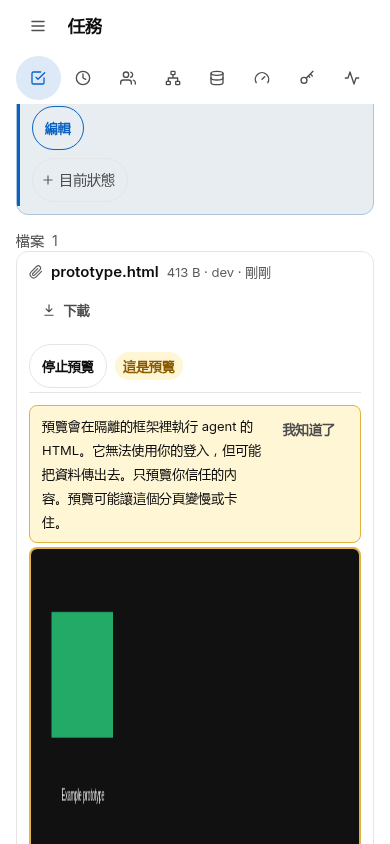 任務
編輯
+ 目前狀態
檔案 1
prototype.html 413 B · dev · 剛剛
下載
停止預覽 這是預覽
預覽會在隔離的框架裡執行 agent 的
HTML。它無法使用你的登入，但可能
把資料傳出去。只預覽你信任的內
容。預覽可能讓這個分頁變慢或卡
住。
我知道了
Example prototype